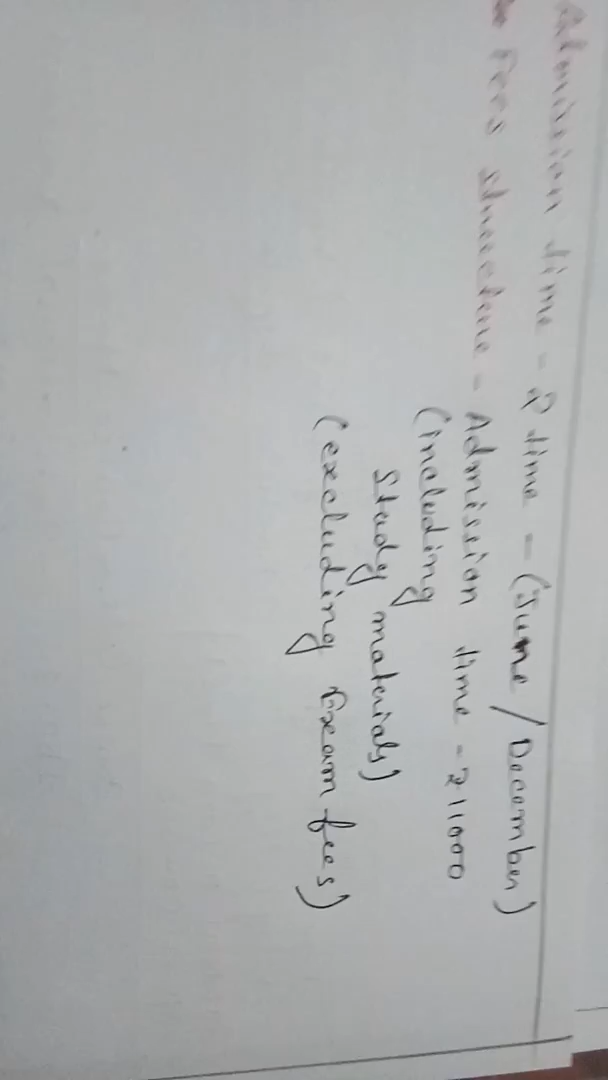 Admission time - 2 time - (June / December)
Fees structure - Admission time - ₹ 11000
(including
study materials)
(excluding Exam fees)